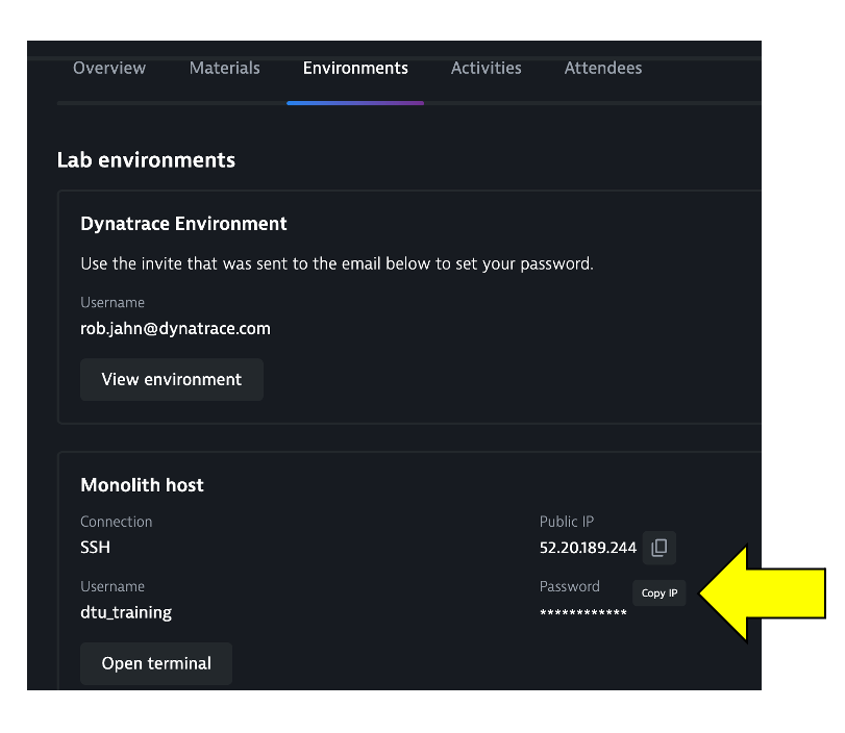 Overview Materials Environments Activities Attendees
Lab environments
Dynatrace Environment
Use the invite that was sent to the email below to set your password.
Username
rob.jahn@dynatrace.com
View environment
Monolith host
Connection Public IP
SSH 52.20.189.244
Username Password Copy IP
dtu_training ************
Open terminal